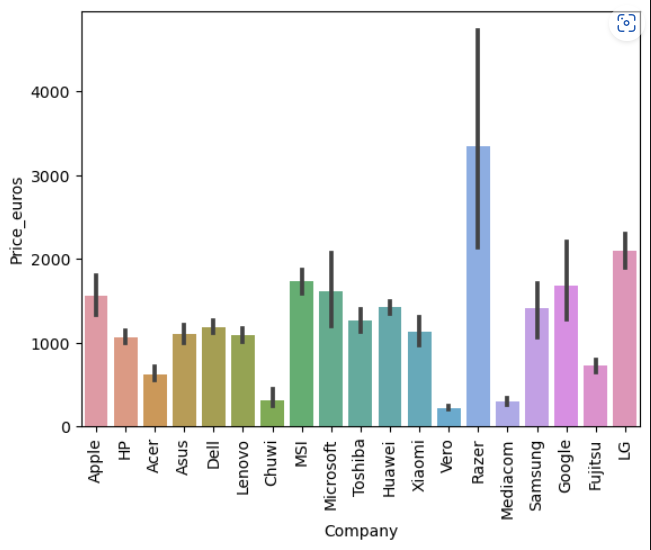 4000
3000
2000
1000
0
Price_euros
Apple
HP
Acer
Asus
Dell
Lenovo
Chuwi
MSI
Microsoft
Toshiba
Huawei
Xiaomi
Vero
Razer
Mediacom
Samsung
Google
Fujitsu
LG
Company